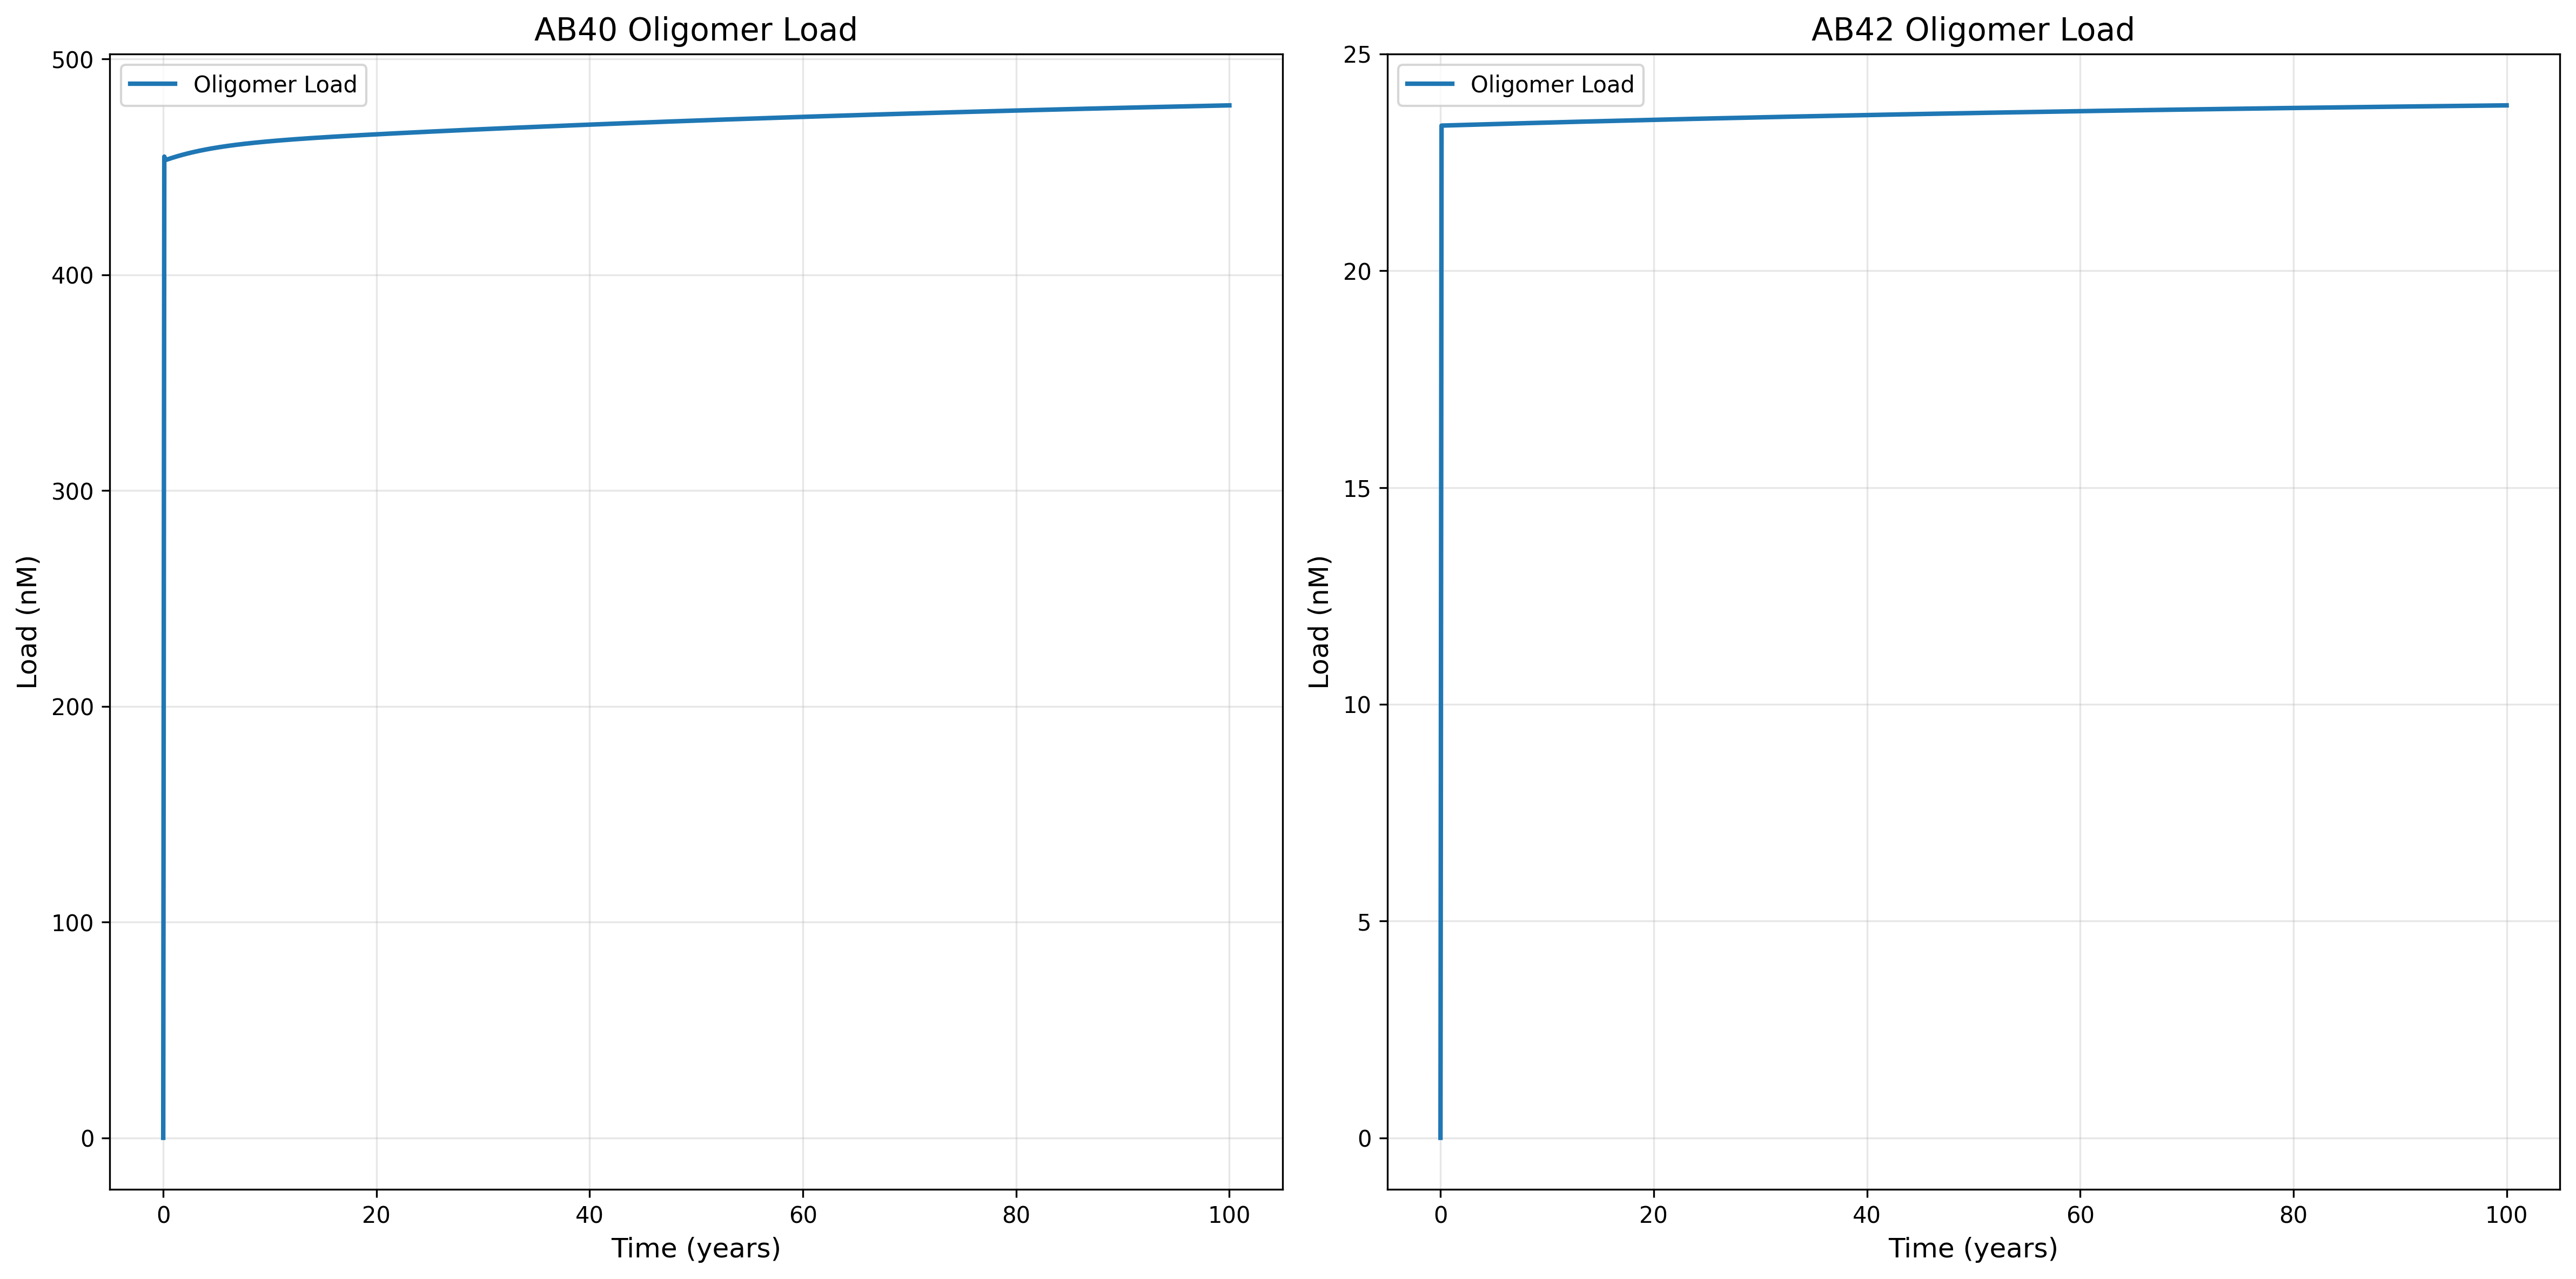 AB40 Oligomer Load
500
400
300
200
100
0
Load (nM)
Oligomer Load
0 20 40 60 80 100
Time (years)
AB42 Oligomer Load
25
20
15
10
5
0
Load (nM)
Oligomer Load
0 20 40 60 80 100
Time (years)